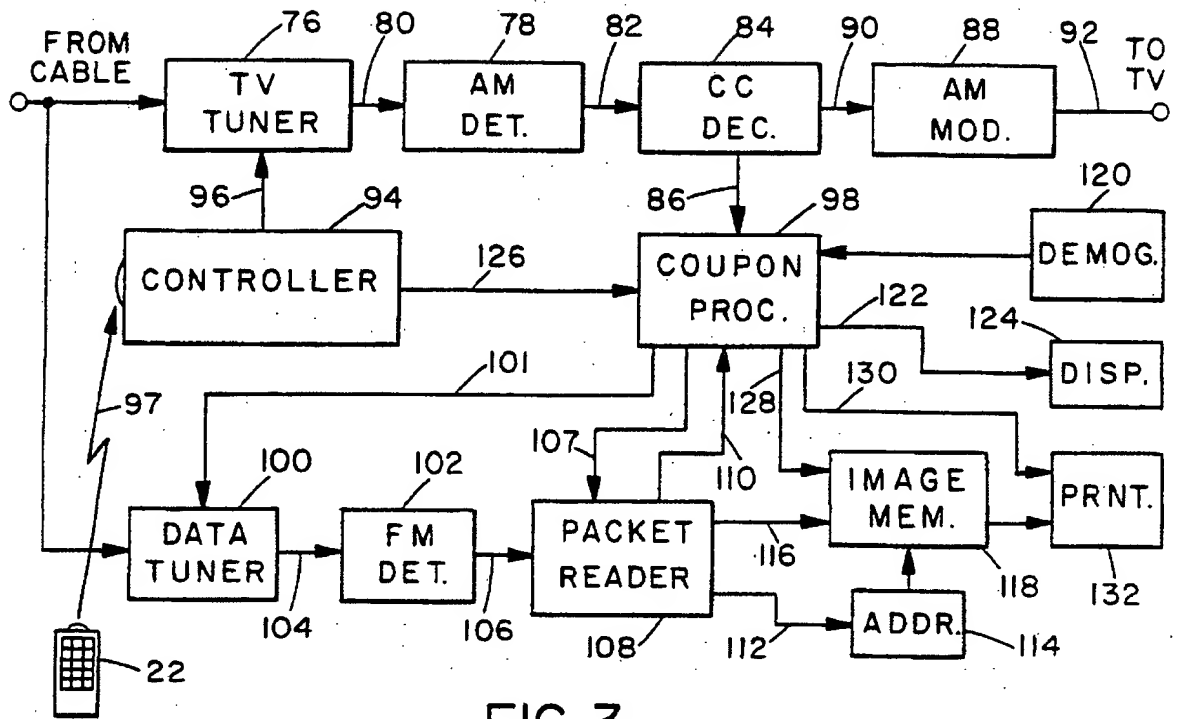 76 80 78 82 84 90 88 92
FROM CABLE
TO TV
TV TUNER
AM DET.
CC DEC.
AM MOD.
96 94 86 98 120
CONTROLLER
126
COUPON PROC.
DEMOG.
122
124
DISP.
101
128
130
97
107
110
100
102
DATA TUNER
FM DET.
PACKET READER
IMAGE MEM.
PRNT.
116
118
132
104
106
108
112
ADDR.
114
22
FIG. 3